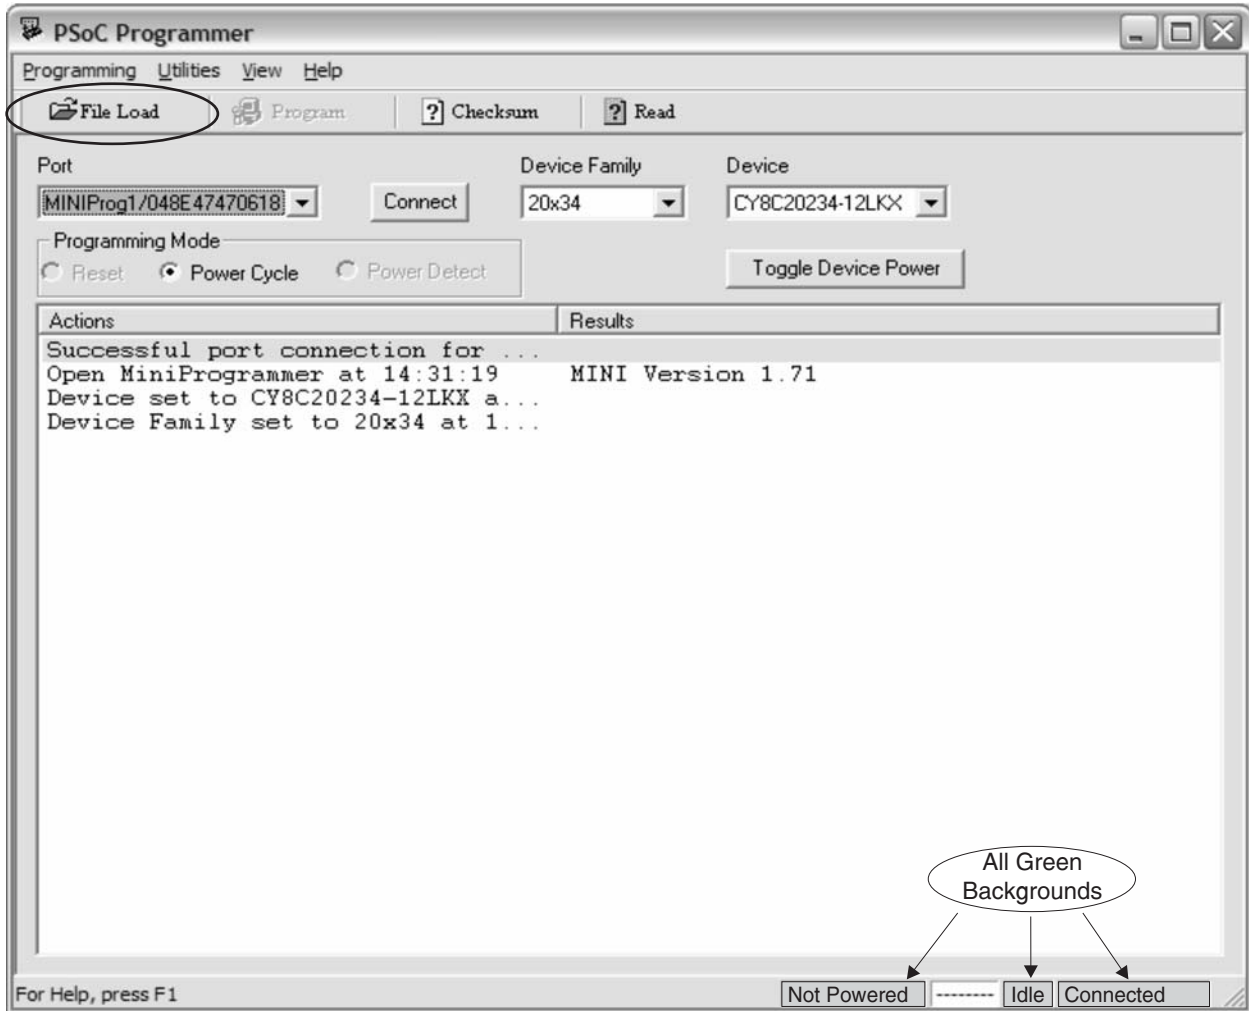 PSoC Programmer
Programming Utilities View Help
File Load Program Checksum Read
Port Device Family Device
MINIProg1/048E47470618 Connect 20x34 CY8C20234-12LKX
Programming Mode
Reset Power Cycle Power Detect Toggle Device Power
Actions Results
Successful port connection for ...
Open MiniProgrammer at 14:31:19 MINI Version 1.71
Device set to CY8C20234-12LKX a...
Device Family set to 20x34 at 1...
All Green
Backgrounds
For Help, press F1 Not Powered -------- Idle Connected